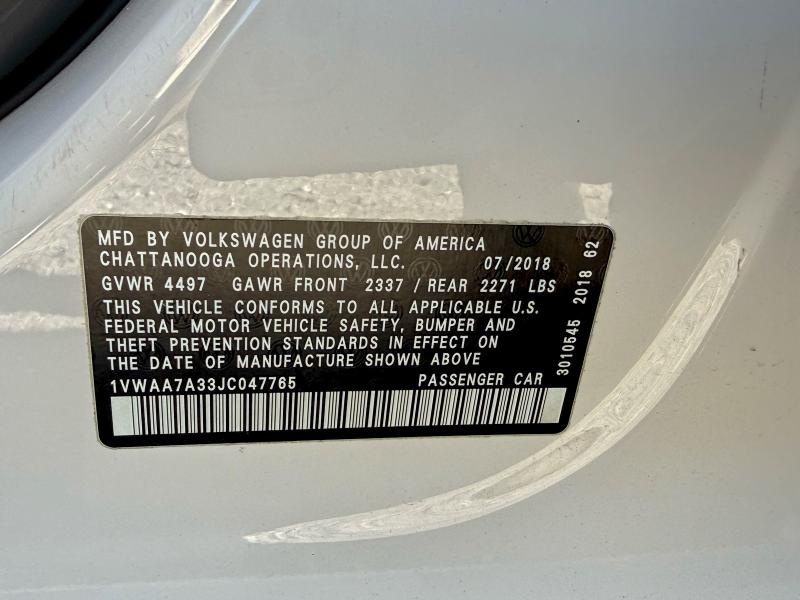 MFD BY VOLKSWAGEN GROUP OF AMERICA
CHATTANOOGA OPERATIONS, LLC. 07/2018
GVWR 4497 GAWR FRONT 2337 / REAR 2271 LBS
THIS VEHICLE CONFORMS TO ALL APPLICABLE U.S.
FEDERAL MOTOR VEHICLE SAFETY, BUMPER AND
THEFT PREVENTION STANDARDS IN EFFECT ON
THE DATE OF MANUFACTURE SHOWN ABOVE
1VWAA7A33JC047765 PASSENGER CAR
3010545 2018 62